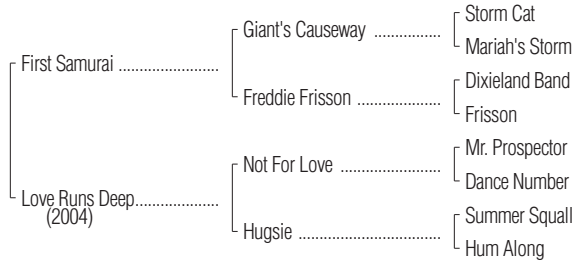 Storm Cat
Giant's Causeway ..................
Mariah's Storm
First Samurai .......................
Dixieland Band
Freddie Frisson ...................
Frisson
Mr. Prospector
Not For Love .......................
Dance Number
Love Runs Deep...................
(2004)
Summer Squall
Hugsie .................................
Hum Along